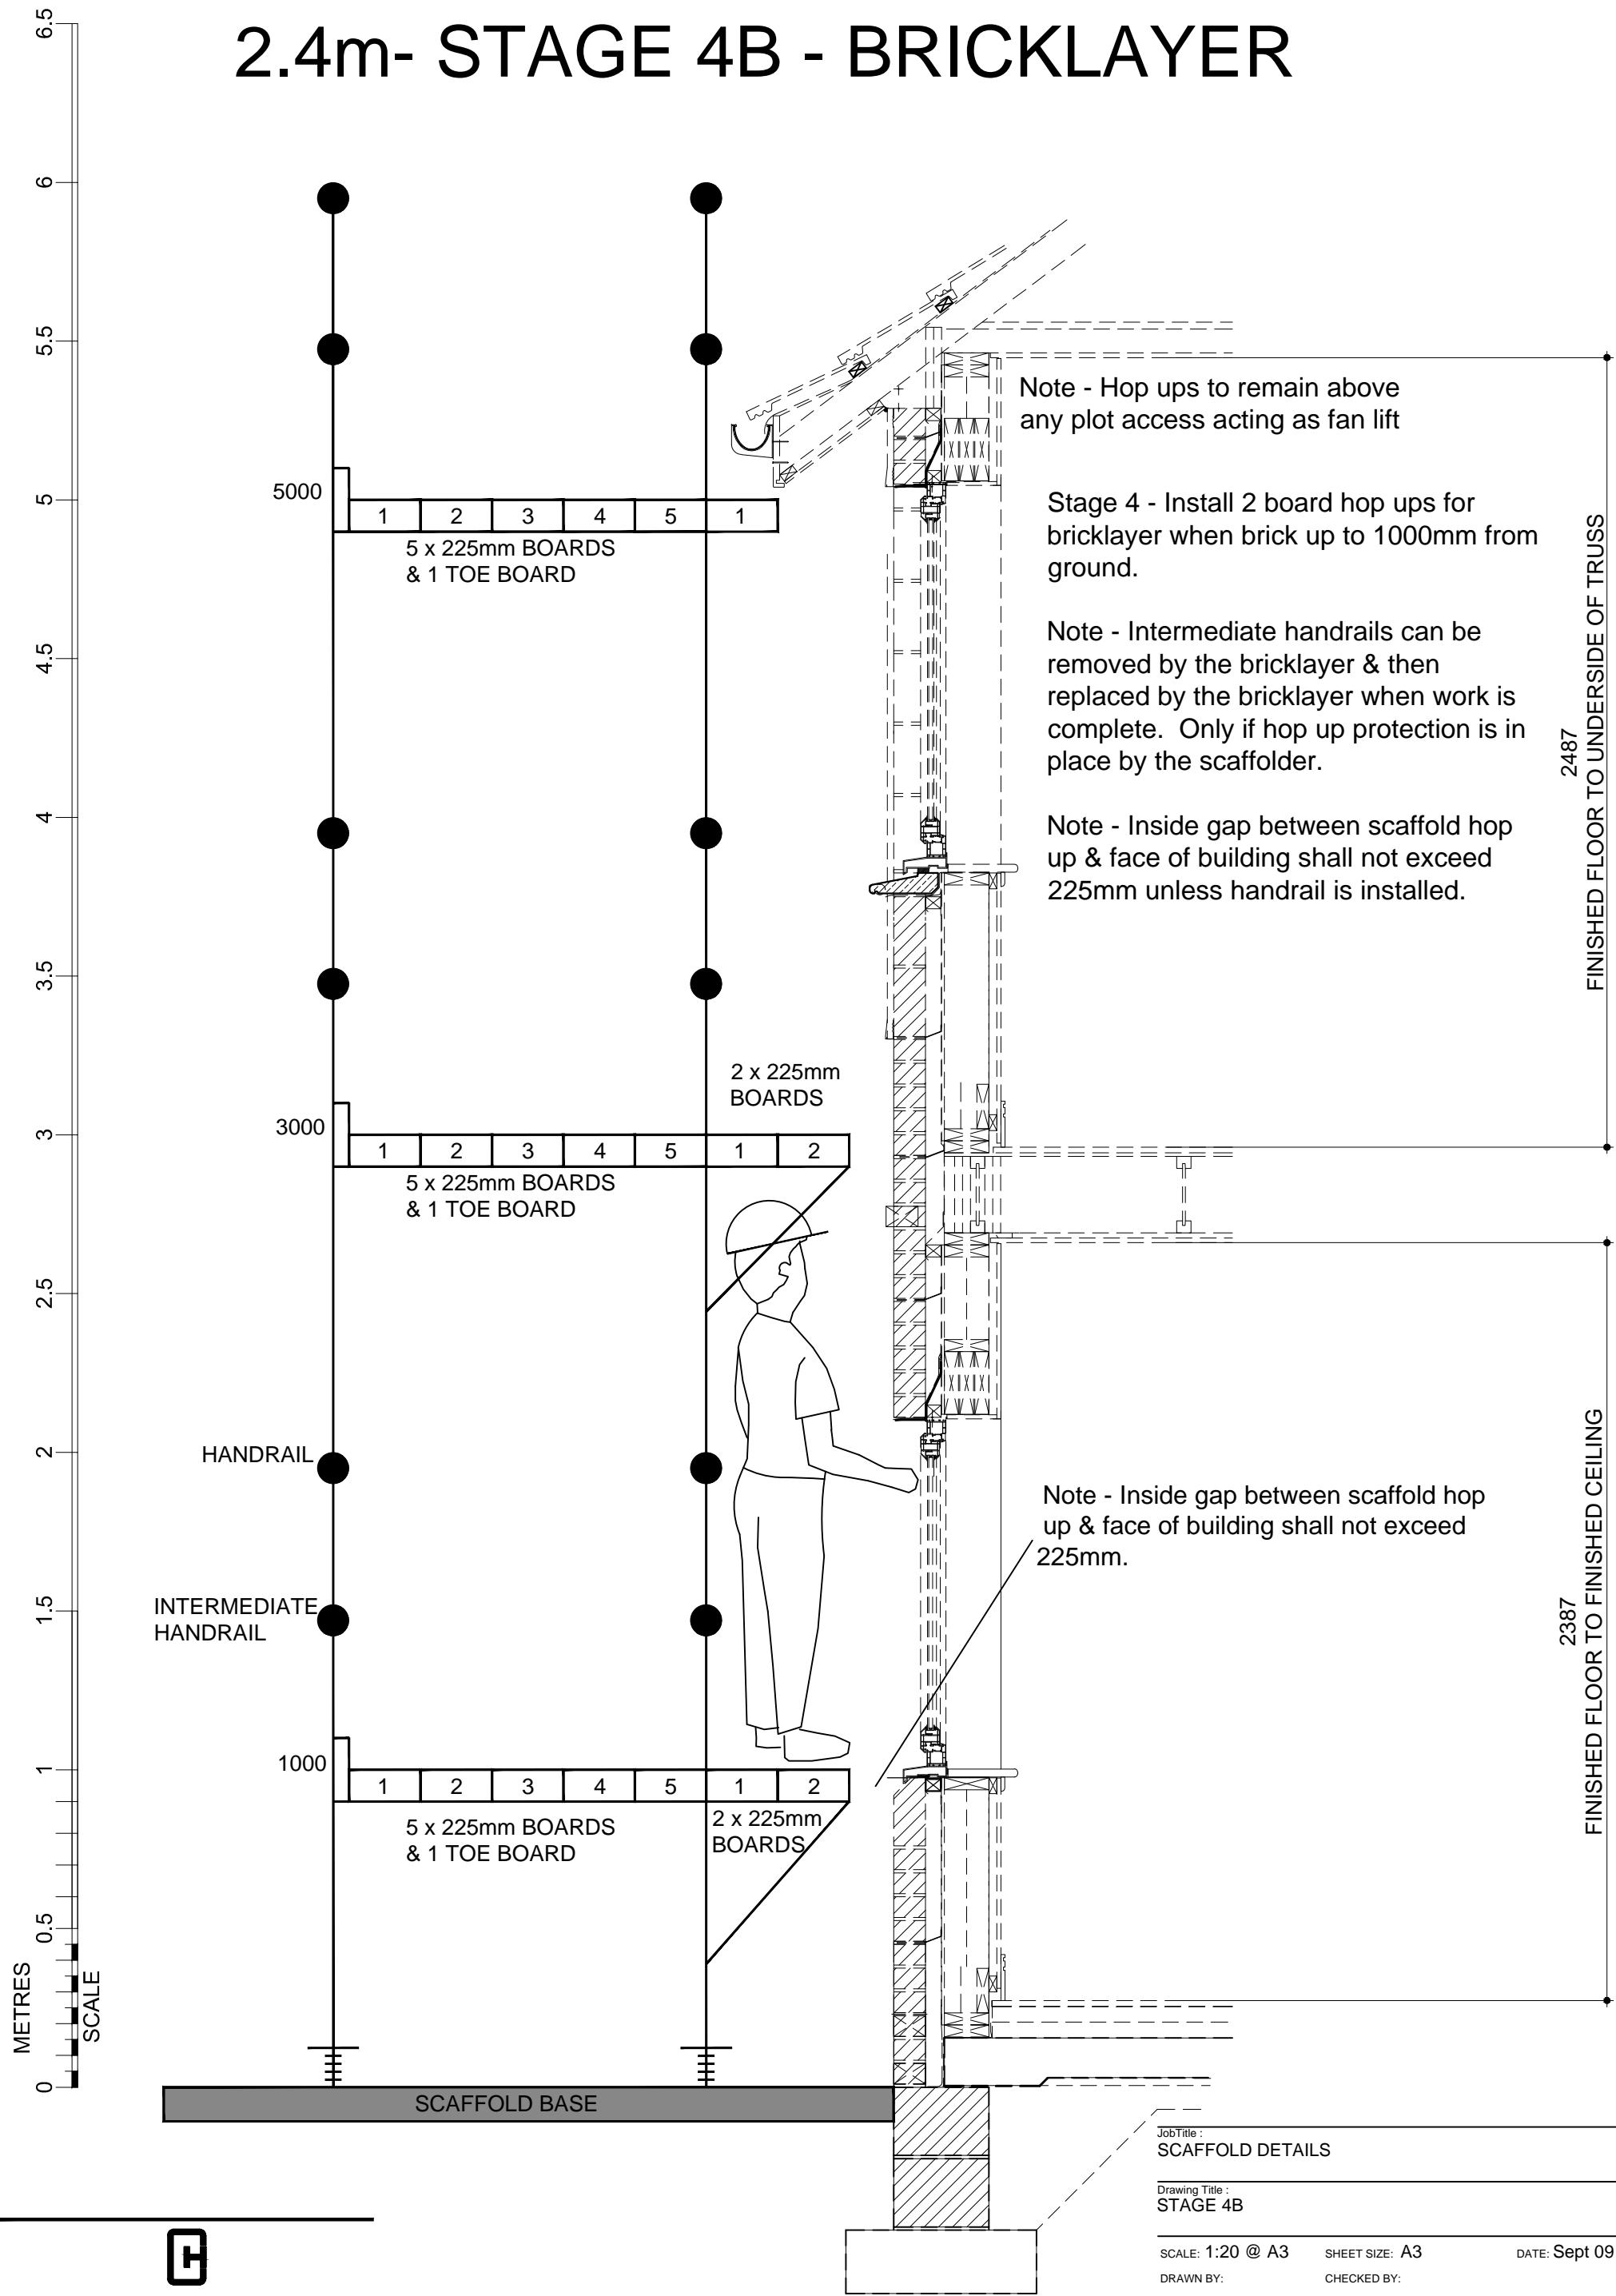 2.4m- STAGE 4B - BRICKLAYER
6.5
6
5.5
5
4.5
4
3.5
3
2.5
2
1.5
1
0.5
0
METRES
SCALE
Note - Hop ups to remain above
any plot access acting as fan lift
5000
1 2 3 4 5 1
5 x 225mm BOARDS
& 1 TOE BOARD
Stage 4 - Install 2 board hop ups for
bricklayer when brick up to 1000mm from
ground.
Note - Intermediate handrails can be
removed by the bricklayer & then
replaced by the bricklayer when work is
complete.  Only if hop up protection is in
place by the scaffolder.
Note - Inside gap between scaffold hop
up & face of building shall not exceed
225mm unless handrail is installed.
2487
FINISHED FLOOR TO UNDERSIDE OF TRUSS
2 x 225mm
BOARDS
3000
1 2 3 4 5 1 2
5 x 225mm BOARDS
& 1 TOE BOARD
HANDRAIL
INTERMEDIATE
HANDRAIL
Note - Inside gap between scaffold hop
up & face of building shall not exceed
225mm.
2387
FINISHED FLOOR TO FINISHED CEILING
1000
1 2 3 4 5 1 2
5 x 225mm BOARDS
& 1 TOE BOARD
2 x 225mm
BOARDS
SCAFFOLD BASE
JobTitle :
SCAFFOLD DETAILS
Drawing Title :
STAGE 4B
SCALE: 1:20 @ A3 SHEET SIZE: A3 DATE: Sept 09
DRAWN BY: CHECKED BY: